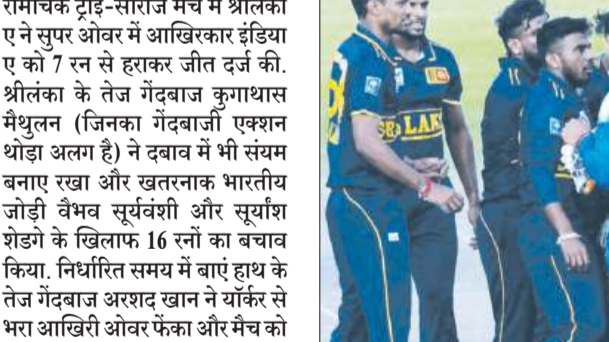 रोमांचक ट्राई-सीरीज मैच में श्रीलंका
ए ने सुपर ओवर में आखिरकार इंडिया
ए को 7 रन से हराकर जीत दर्ज की.
श्रीलंका के तेज गेंदबाज कुगाथास
मैथुलन (जिनका गेंदबाजी एक्शन
थोड़ा अलग है) ने दबाव में भी संयम
बनाए रखा और खतरनाक भारतीय
जोड़ी वैभव सूर्यवंशी और सूर्यांश
शेडगे के खिलाफ 16 रनों का बचाव
किया. निर्धारित समय में बाएं हाथ के
तेज गेंदबाज अरशद खान ने यॉर्कर से
भरा आखिरी ओवर फेंका और मैच को
LAK